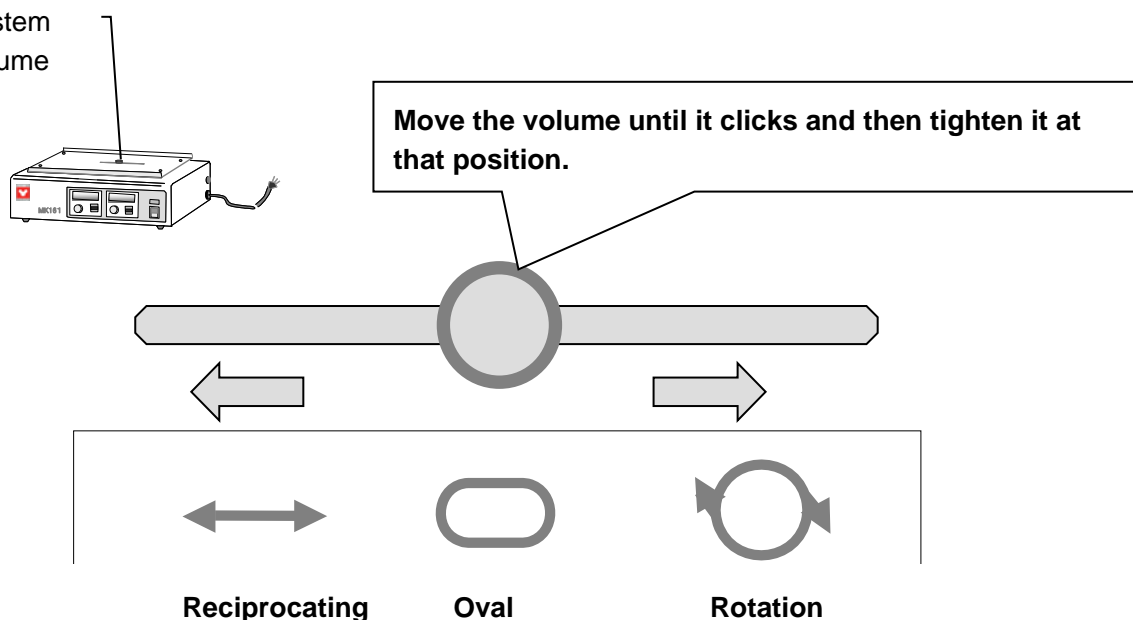 stem
ume
Move the volume until it clicks and then tighten it at
that position.
MK161
Reciprocating Oval Rotation